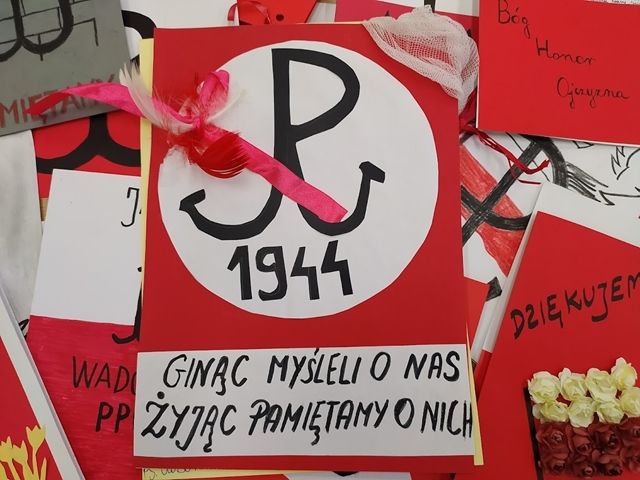 1944
GINĄC MYŚLELI O NAS
ŻYJĄC PAMIĘTAMY O NICH
Bóg
Honor
Ojczyzna
DZIĘKUJEM